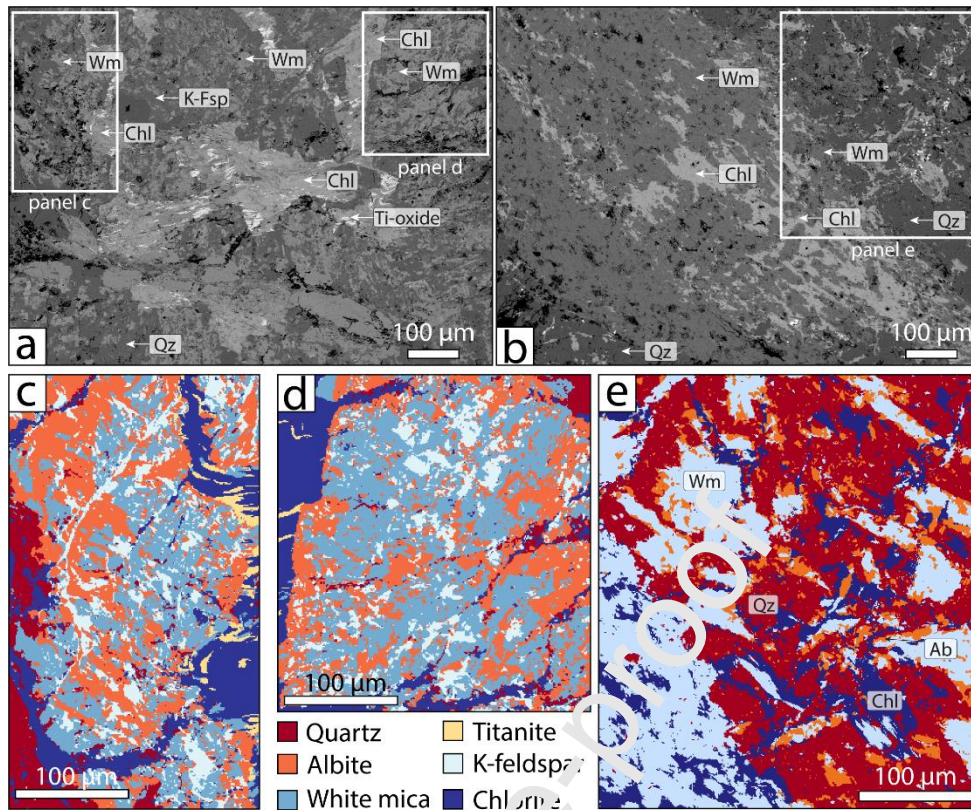 Wm
Wm
Chl
Wm
K-Fsp
Chl
panel c
Chl
panel d
Ti-oxide
Qz
a
100 µm
Wm
Wm
Chl
Chl
Qz
panel e
Qz
b
100 µm
c
100 µm
d
100 µm
e
Wm
Qz
Ab
Chl
100 µm
Quartz
Titanite
Albite
K-feldspar
White mica
Chlorite
e-proof